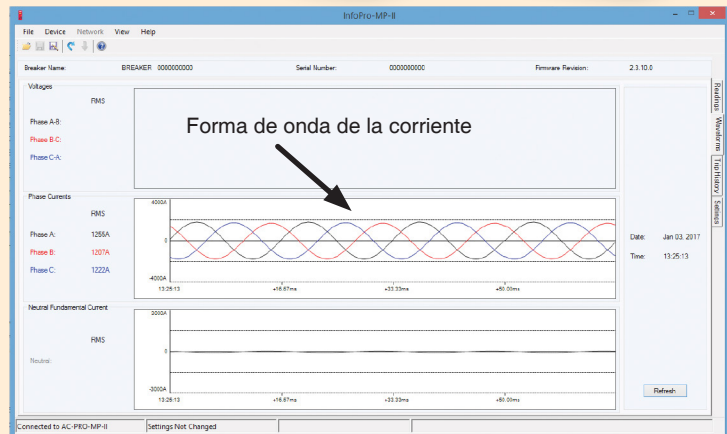 InfoPro-MP-II
File Device Network View Help
Breaker Name: BREAKER 0000000000 Serial Number: 0000000000 Firmware Revision: 2.3.10.0
Readings
Waveforms
Trip History
Settings
Voltages
RMS
Phase A-B:
Phase B-C:
Phase C-A:
Forma de onda de la corriente
Phase Currents
RMS
Phase A: 1255A
Phase B: 1207A
Phase C: 1222A
4000A
0
-4000A
13:25:13 +16.67ms +33.33ms +50.00ms
Date: Jan 03, 2017
Time: 13:25:13
Neutral Fundamental Current
RMS
Neutral:
3000A
0
-3000A
13:25:13 +16.67ms +33.33ms +50.00ms
Refresh
Connected to AC-PRO-MP-II Settings Not Changed